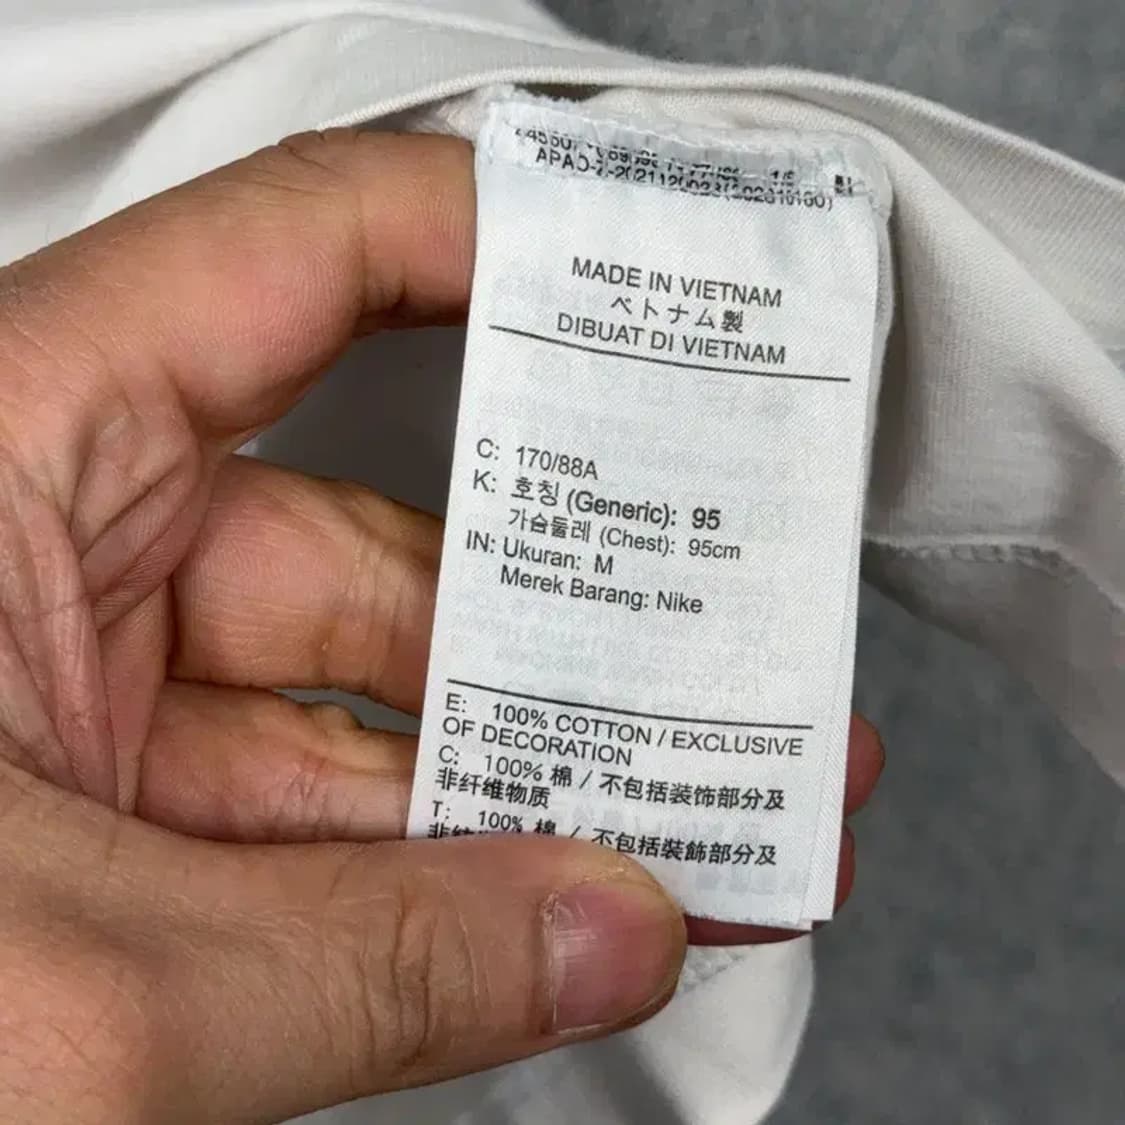 MADE IN VIETNAM
ベトナム製
DIBUAT DI VIETNAM
C: 170/88A
K: 호칭 (Generic): 95
가슴둘레 (Chest): 95cm
IN: Ukuran: M
Merek Barang: Nike
E: 100% COTTON / EXCLUSIVE
OF DECORATION
C: 100% 棉 / 不包括装饰部分及
非纤维物质
T: 100% 棉 / 不包括裝飾部分及